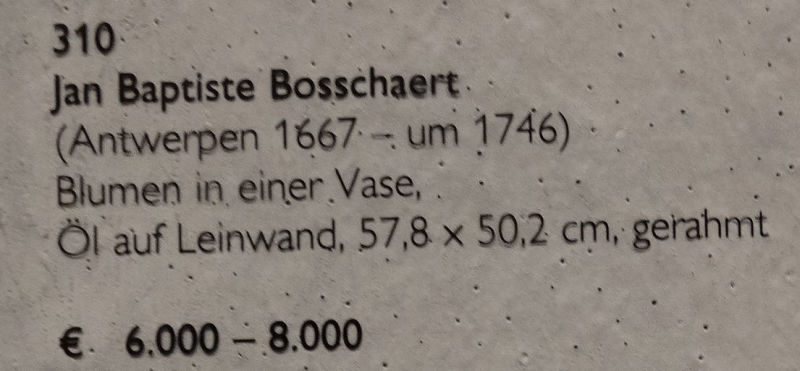 310
Jan Baptiste Bosschaert
(Antwerpen 1667 – um 1746)
Blumen in einer Vase,
Öl auf Leinwand, 57,8 x 50,2 cm, gerahmt
€ 6.000 – 8.000